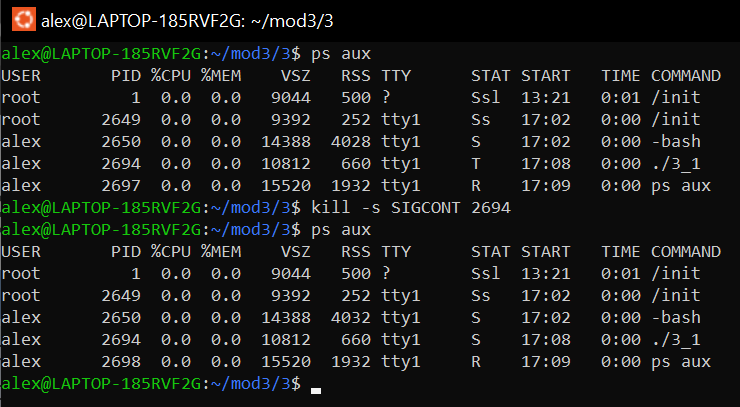 alex@LAPTOP-185RVF2G: ~/mod3/3
alex@LAPTOP-185RVF2G:~/mod3/3$ ps aux
USER       PID %CPU %MEM    VSZ   RSS TTY      STAT START   TIME COMMAND
root         1  0.0  0.0   9044   500 ?        Ssl  13:21   0:01 /init
root      2649  0.0  0.0   9392   252 tty1     Ss   17:02   0:00 /init
alex      2650  0.0  0.0  14388  4028 tty1     S    17:02   0:00 -bash
alex      2694  0.0  0.0  10812   660 tty1     T    17:08   0:00 ./3_1
alex      2697  0.0  0.0  15520  1932 tty1     R    17:09   0:00 ps aux
alex@LAPTOP-185RVF2G:~/mod3/3$ kill -s SIGCONT 2694
alex@LAPTOP-185RVF2G:~/mod3/3$ ps aux
USER       PID %CPU %MEM    VSZ   RSS TTY      STAT START   TIME COMMAND
root         1  0.0  0.0   9044   500 ?        Ssl  13:21   0:01 /init
root      2649  0.0  0.0   9392   252 tty1     Ss   17:02   0:00 /init
alex      2650  0.0  0.0  14388  4032 tty1     S    17:02   0:00 -bash
alex      2694  0.0  0.0  10812   660 tty1     S    17:08   0:00 ./3_1
alex      2698  0.0  0.0  15520  1932 tty1     R    17:09   0:00 ps aux
alex@LAPTOP-185RVF2G:~/mod3/3$